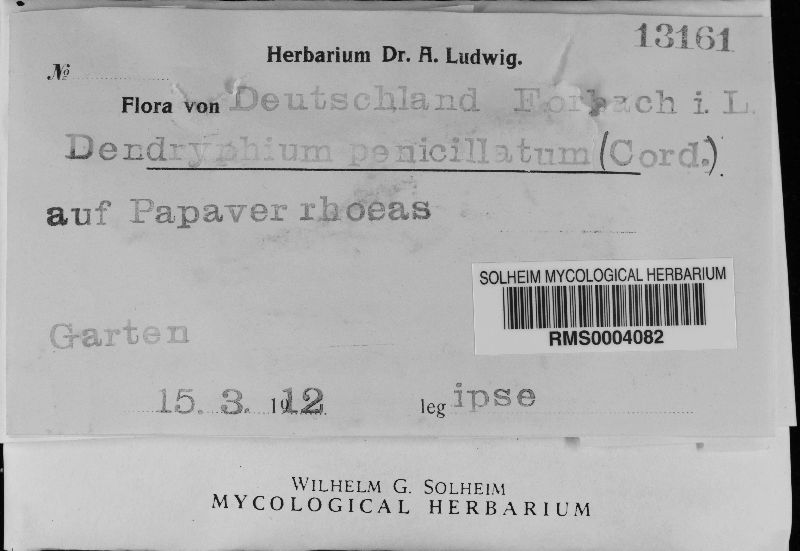 13161
Herbarium Dr. A. Ludwig.
№
Flora von Deutschland Forbach i. L.
Dendryphium penicillatum (Cord.)
auf Papaver rhoeas
SOLHEIM MYCOLOGICAL HERBARIUM
RMS0004082
Garten
15. 3. 1912 leg ipse
WILHELM G. SOLHEIM
MYCOLOGICAL HERBARIUM